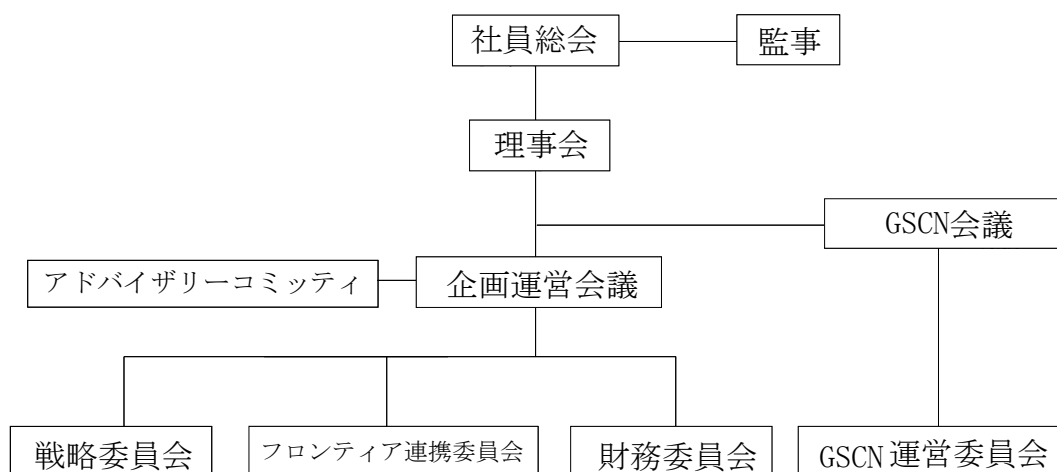 社員総会
監事
理事会
GSCN会議
アドバイザリーコミッティ
企画運営会議
戦略委員会
フロンティア連携委員会
財務委員会
GSCN運営委員会